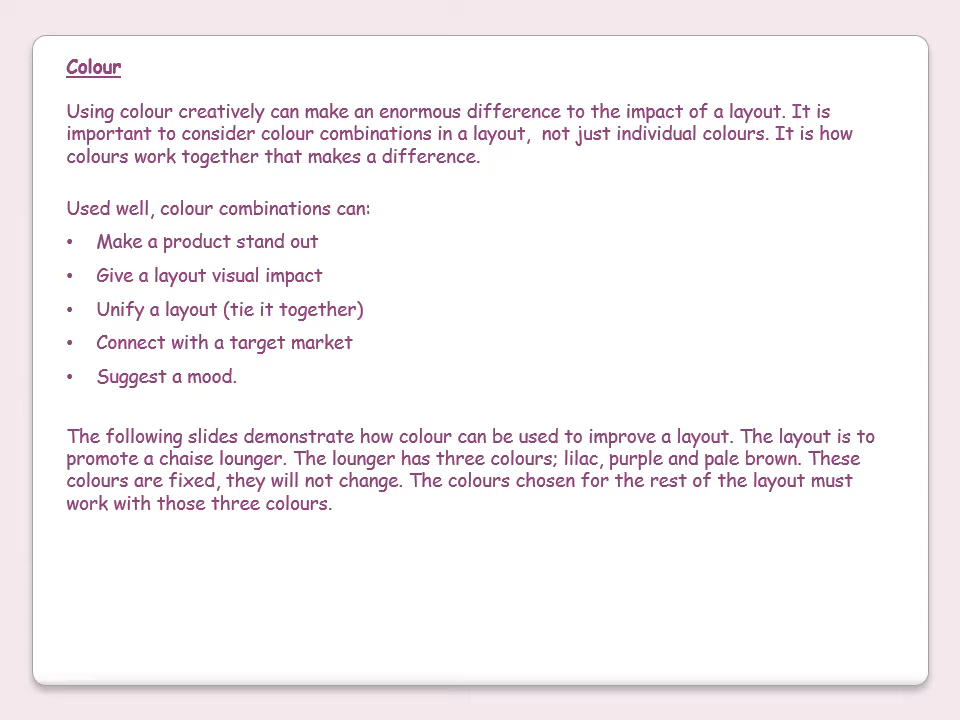 Colour
Using colour creatively can make an enormous difference to the impact of a layout. It is
important to consider colour combinations in a layout,  not just individual colours. It is how
colours work together that makes a difference.
Used well, colour combinations can:
• Make a product stand out
• Give a layout visual impact
• Unify a layout (tie it together)
• Connect with a target market
• Suggest a mood.
The following slides demonstrate how colour can be used to improve a layout. The layout is to
promote a chaise lounger. The lounger has three colours; lilac, purple and pale brown. These
colours are fixed, they will not change. The colours chosen for the rest of the layout must
work with those three colours.